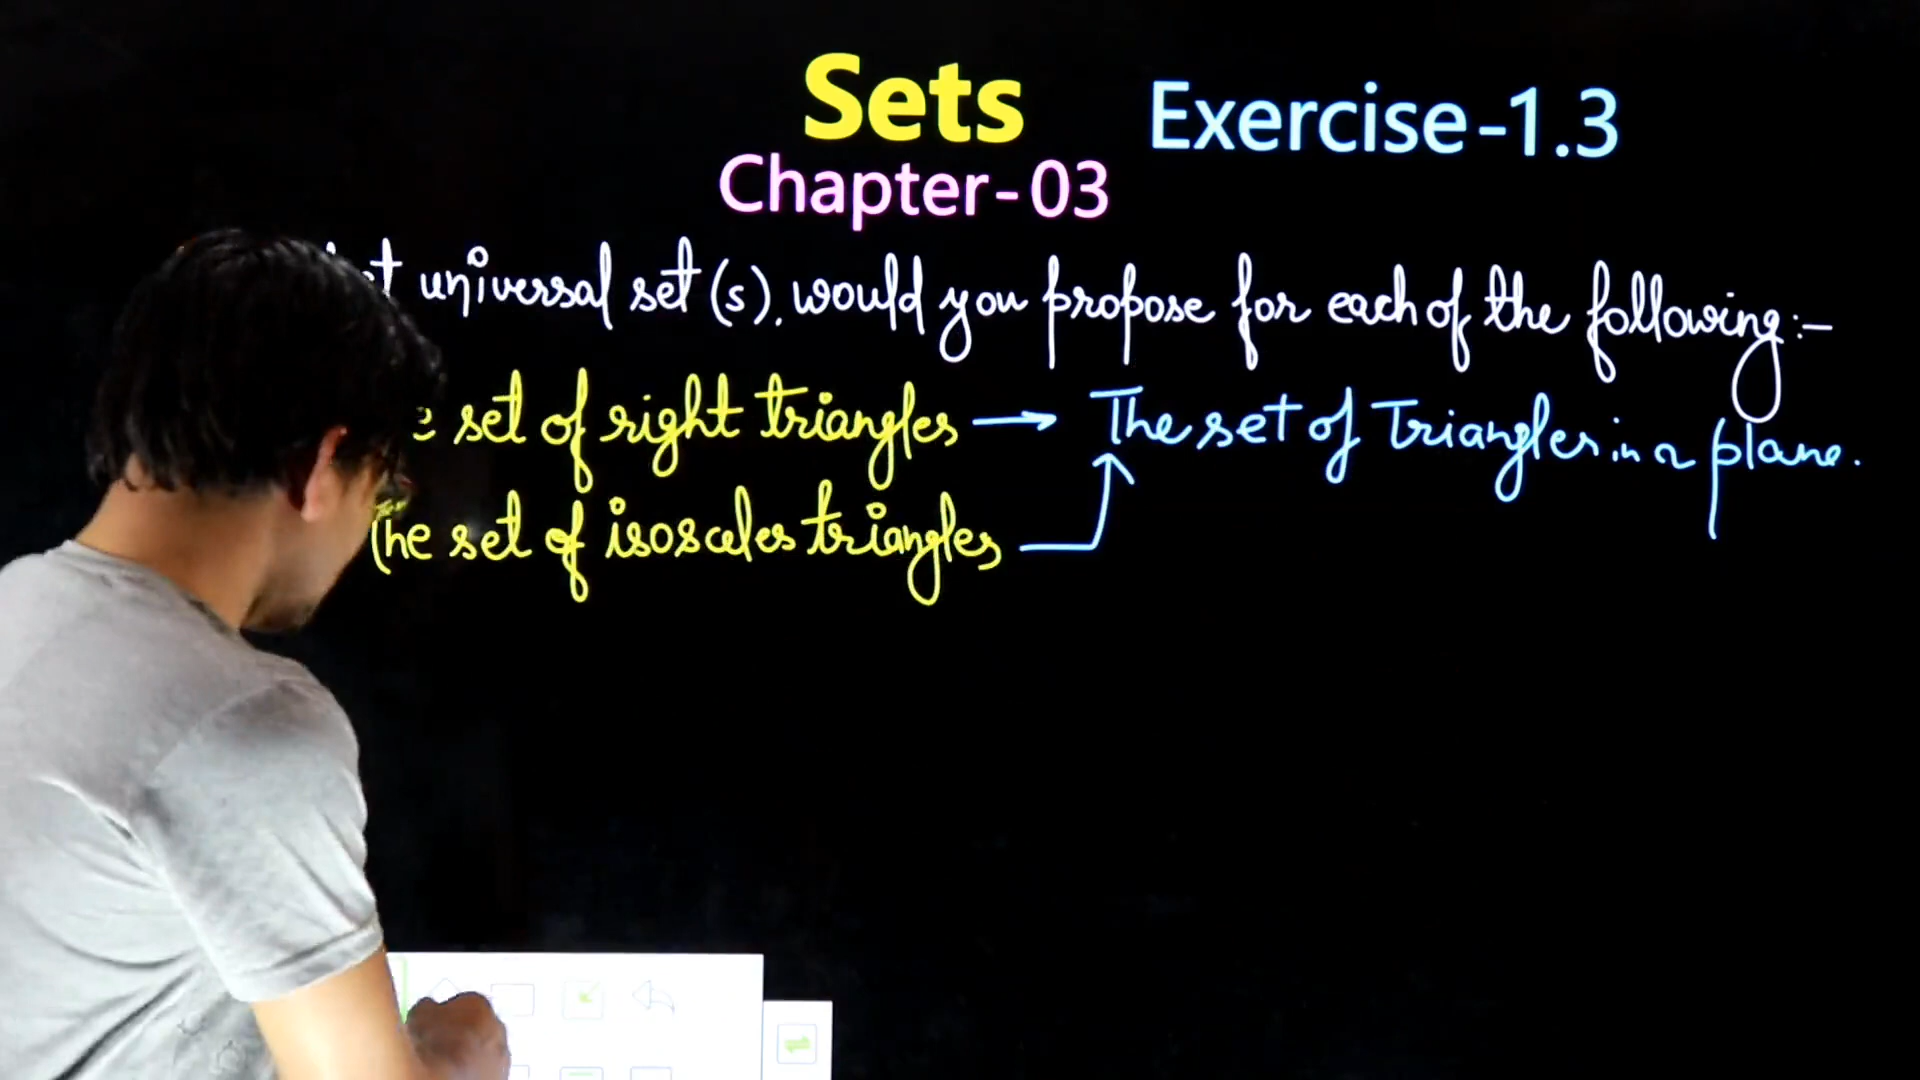 Sets Exercise-1.3
Chapter-03
universal set(s). would you propose for each of the following:-
set of right triangles → The set of Triangles in a plane.
The set of isosceles triangles